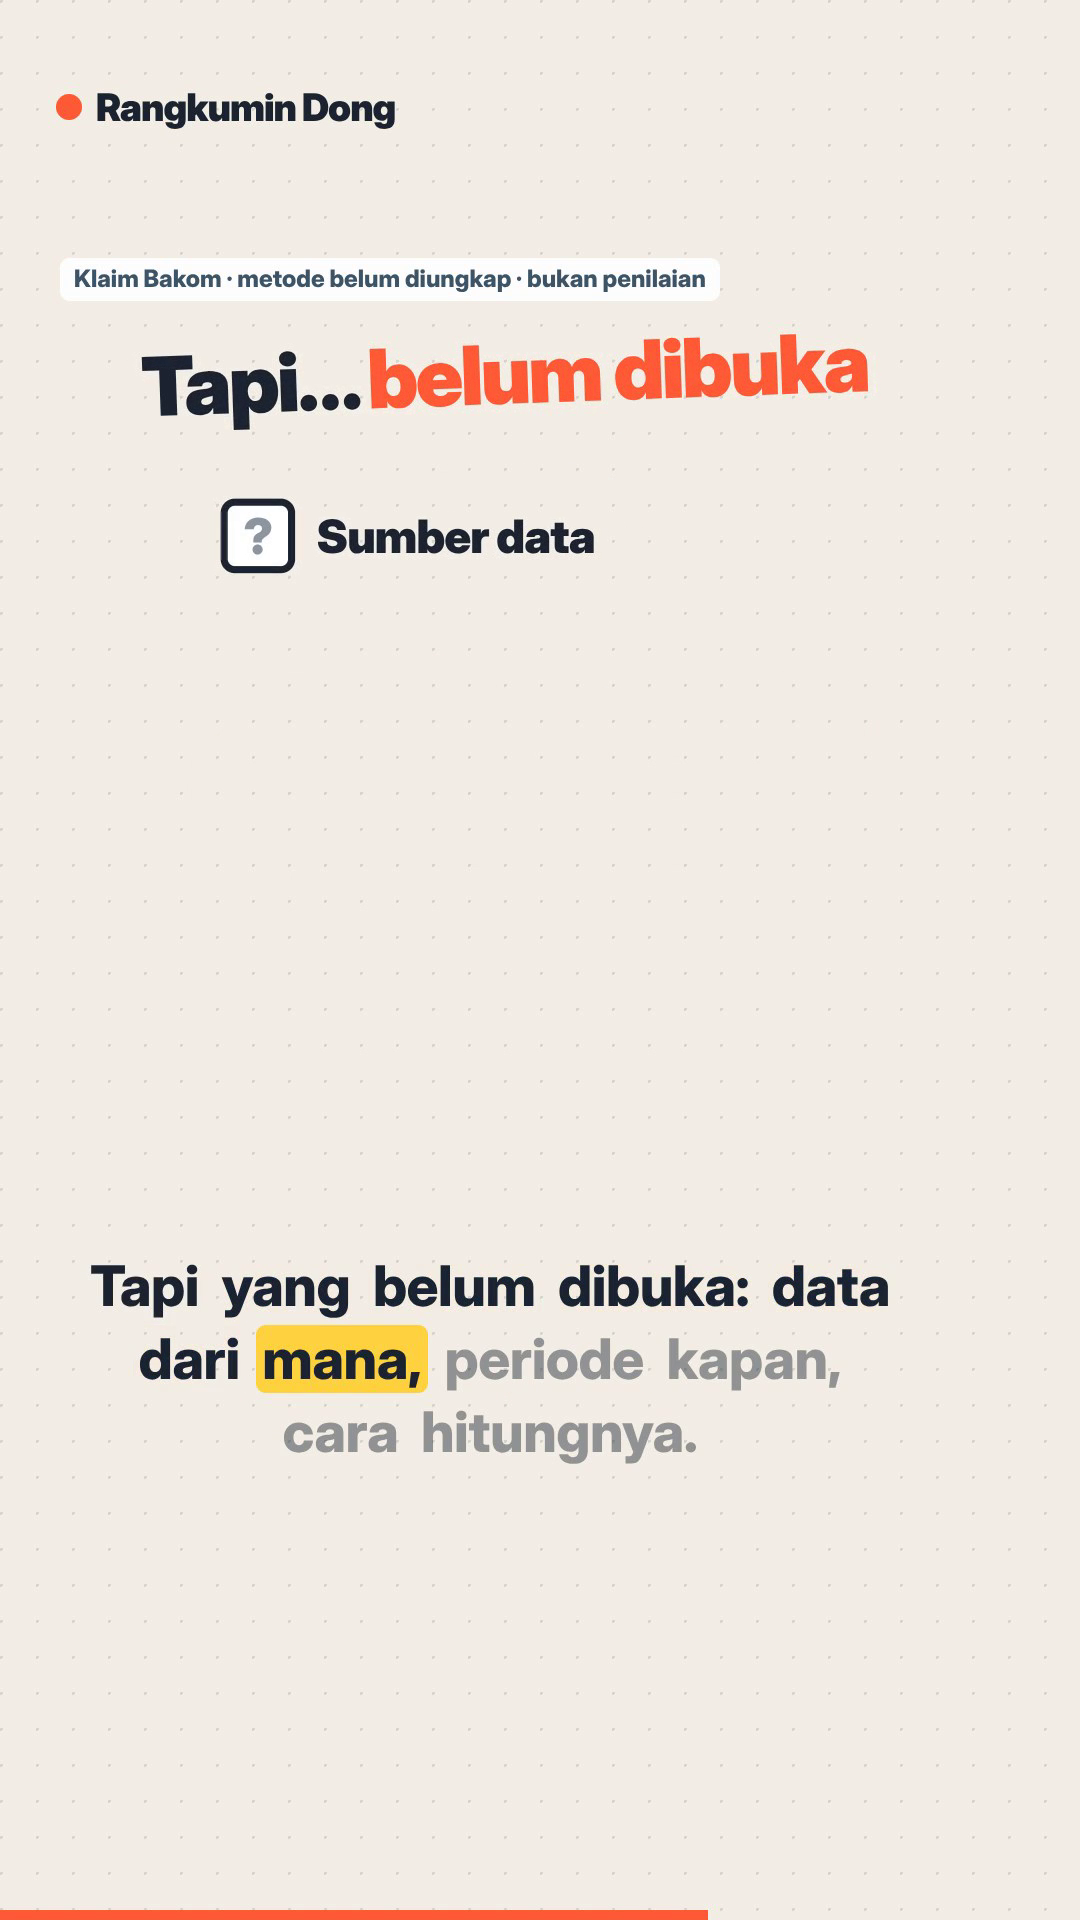 Rangkumin Dong
Klaim Bakom · metode belum diungkap · bukan penilaian
Tapi... belum dibuka
? Sumber data
Tapi yang belum dibuka: data
dari mana, periode kapan,
cara hitungnya.